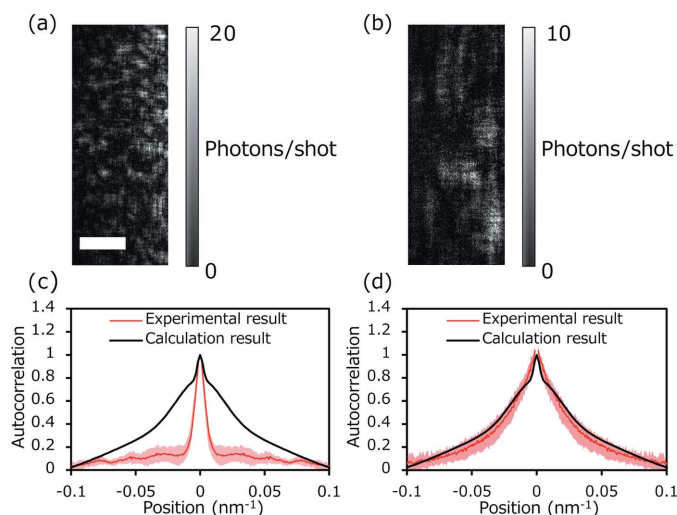 (a)
20
Photons/shot
0
(b)
10
Photons/shot
0
(c)
1.4
1.2
1
0.8
0.6
0.4
0.2
0
Autocorrelation
Experimental result
Calculation result
-0.1
-0.05
0
0.05
0.1
Position (nm⁻¹)
(d)
1.4
1.2
1
0.8
0.6
0.4
0.2
0
Autocorrelation
Experimental result
Calculation result
-0.1
-0.05
0
0.05
0.1
Position (nm⁻¹)